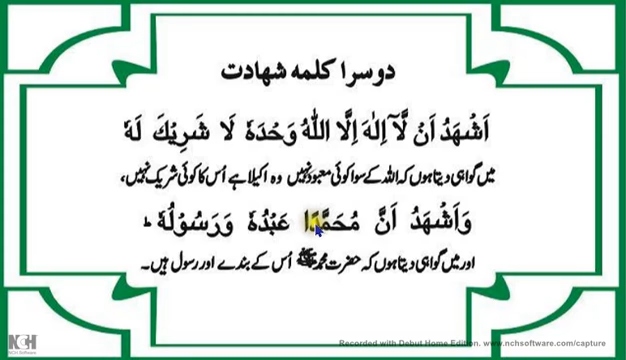 دوسرا کلمہ شھادت
اَشْهَدُ اَنْ لَّاۤ اِلٰهَ اِلَّا اللّٰهُ وَحْدَهٗ لَا شَرِيْكَ لَهٗ
میں گواہی دیتا ہوں کہ اللہ کے سوا کوئی معبود نہیں وہ اکیلا ہے اُس کا کوئی شریک نہیں،
وَاَشْهَدُ اَنَّ مُحَمَّدًا عَبْدُهٗ وَرَسُوْلُهٗ ؕ
اور میں گواہی دیتا ہوں کہ حضرت محمد ﷺ اُس کے بندے اور رسول ہیں۔
NCH
NCH Software
Recorded with Debut Home Edition. www.nchsoftware.com/capture